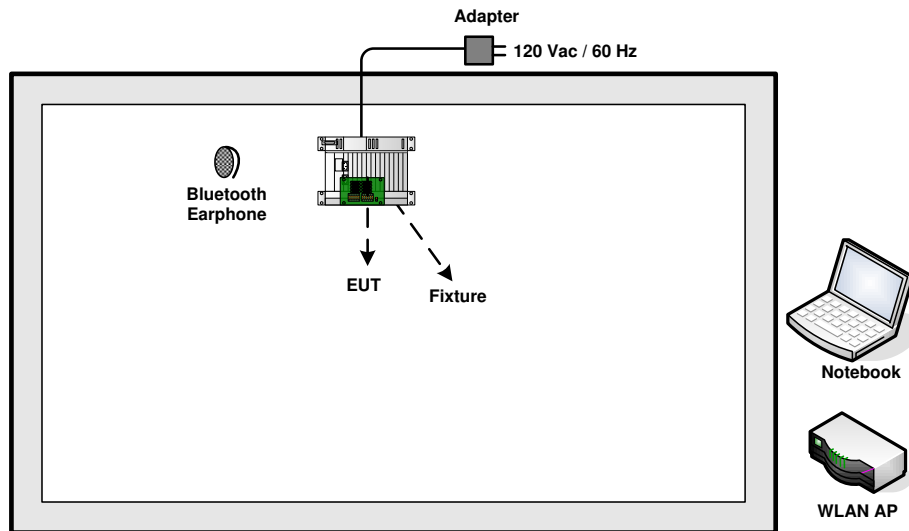 Adapter
120 Vac / 60 Hz
Bluetooth
Earphone
EUT
Fixture
Notebook
WLAN AP